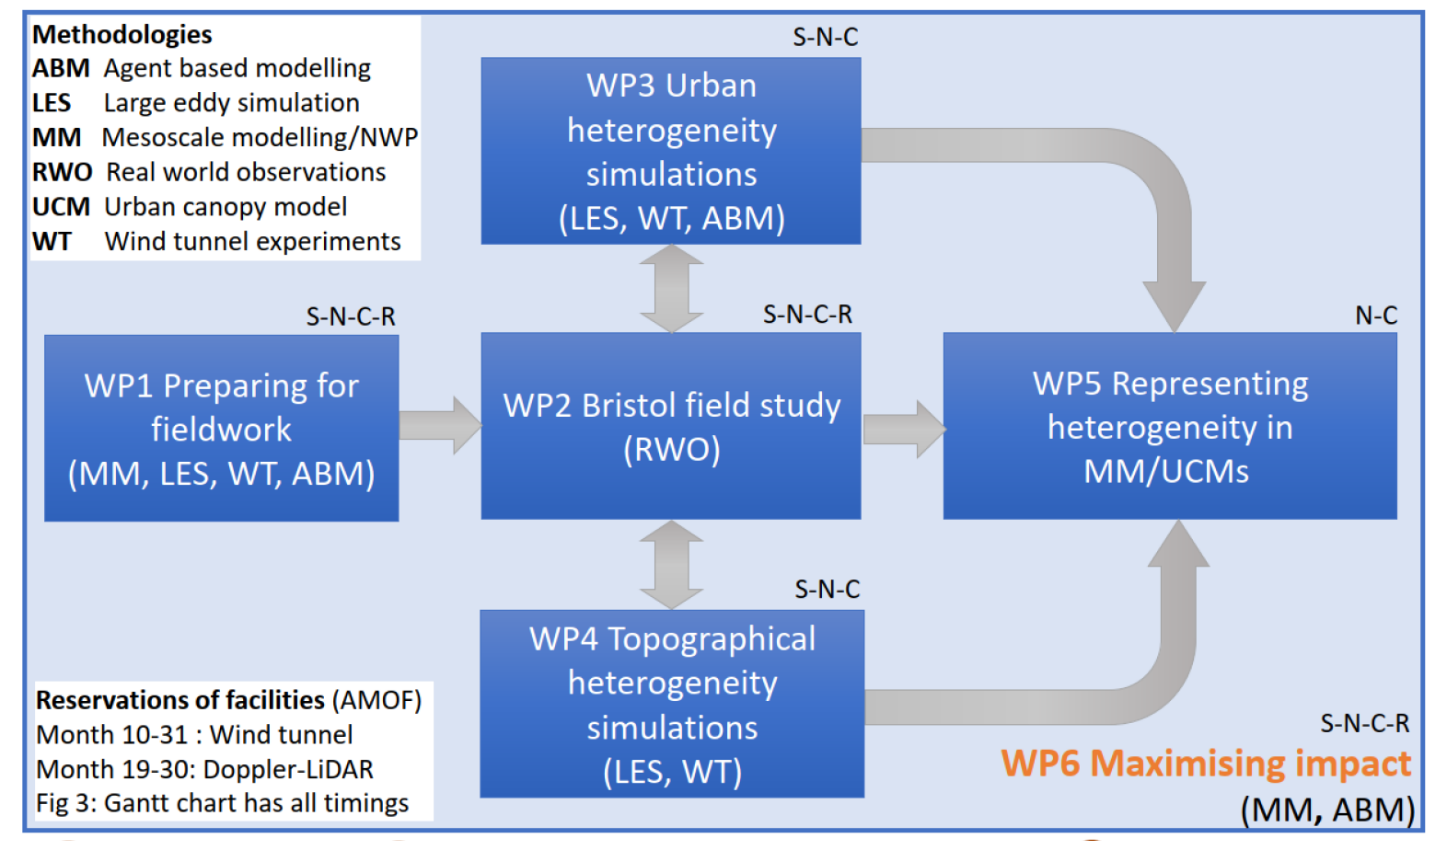 Methodologies
ABM Agent based modelling
LES Large eddy simulation
MM Mesoscale modelling/NWP
RWO Real world observations
UCM Urban canopy model
WT Wind tunnel experiments
S-N-C
WP3 Urban
heterogeneity
simulations
(LES, WT, ABM)
S-N-C-R
WP1 Preparing for
fieldwork
(MM, LES, WT, ABM)
S-N-C-R
WP2 Bristol field study
(RWO)
N-C
WP5 Representing
heterogeneity in
MM/UCMs
S-N-C
WP4 Topographical
heterogeneity
simulations
(LES, WT)
Reservations of facilities (AMOF)
Month 10-31 : Wind tunnel
Month 19-30: Doppler-LiDAR
Fig 3: Gantt chart has all timings
S-N-C-R
WP6 Maximising impact
(MM, ABM)